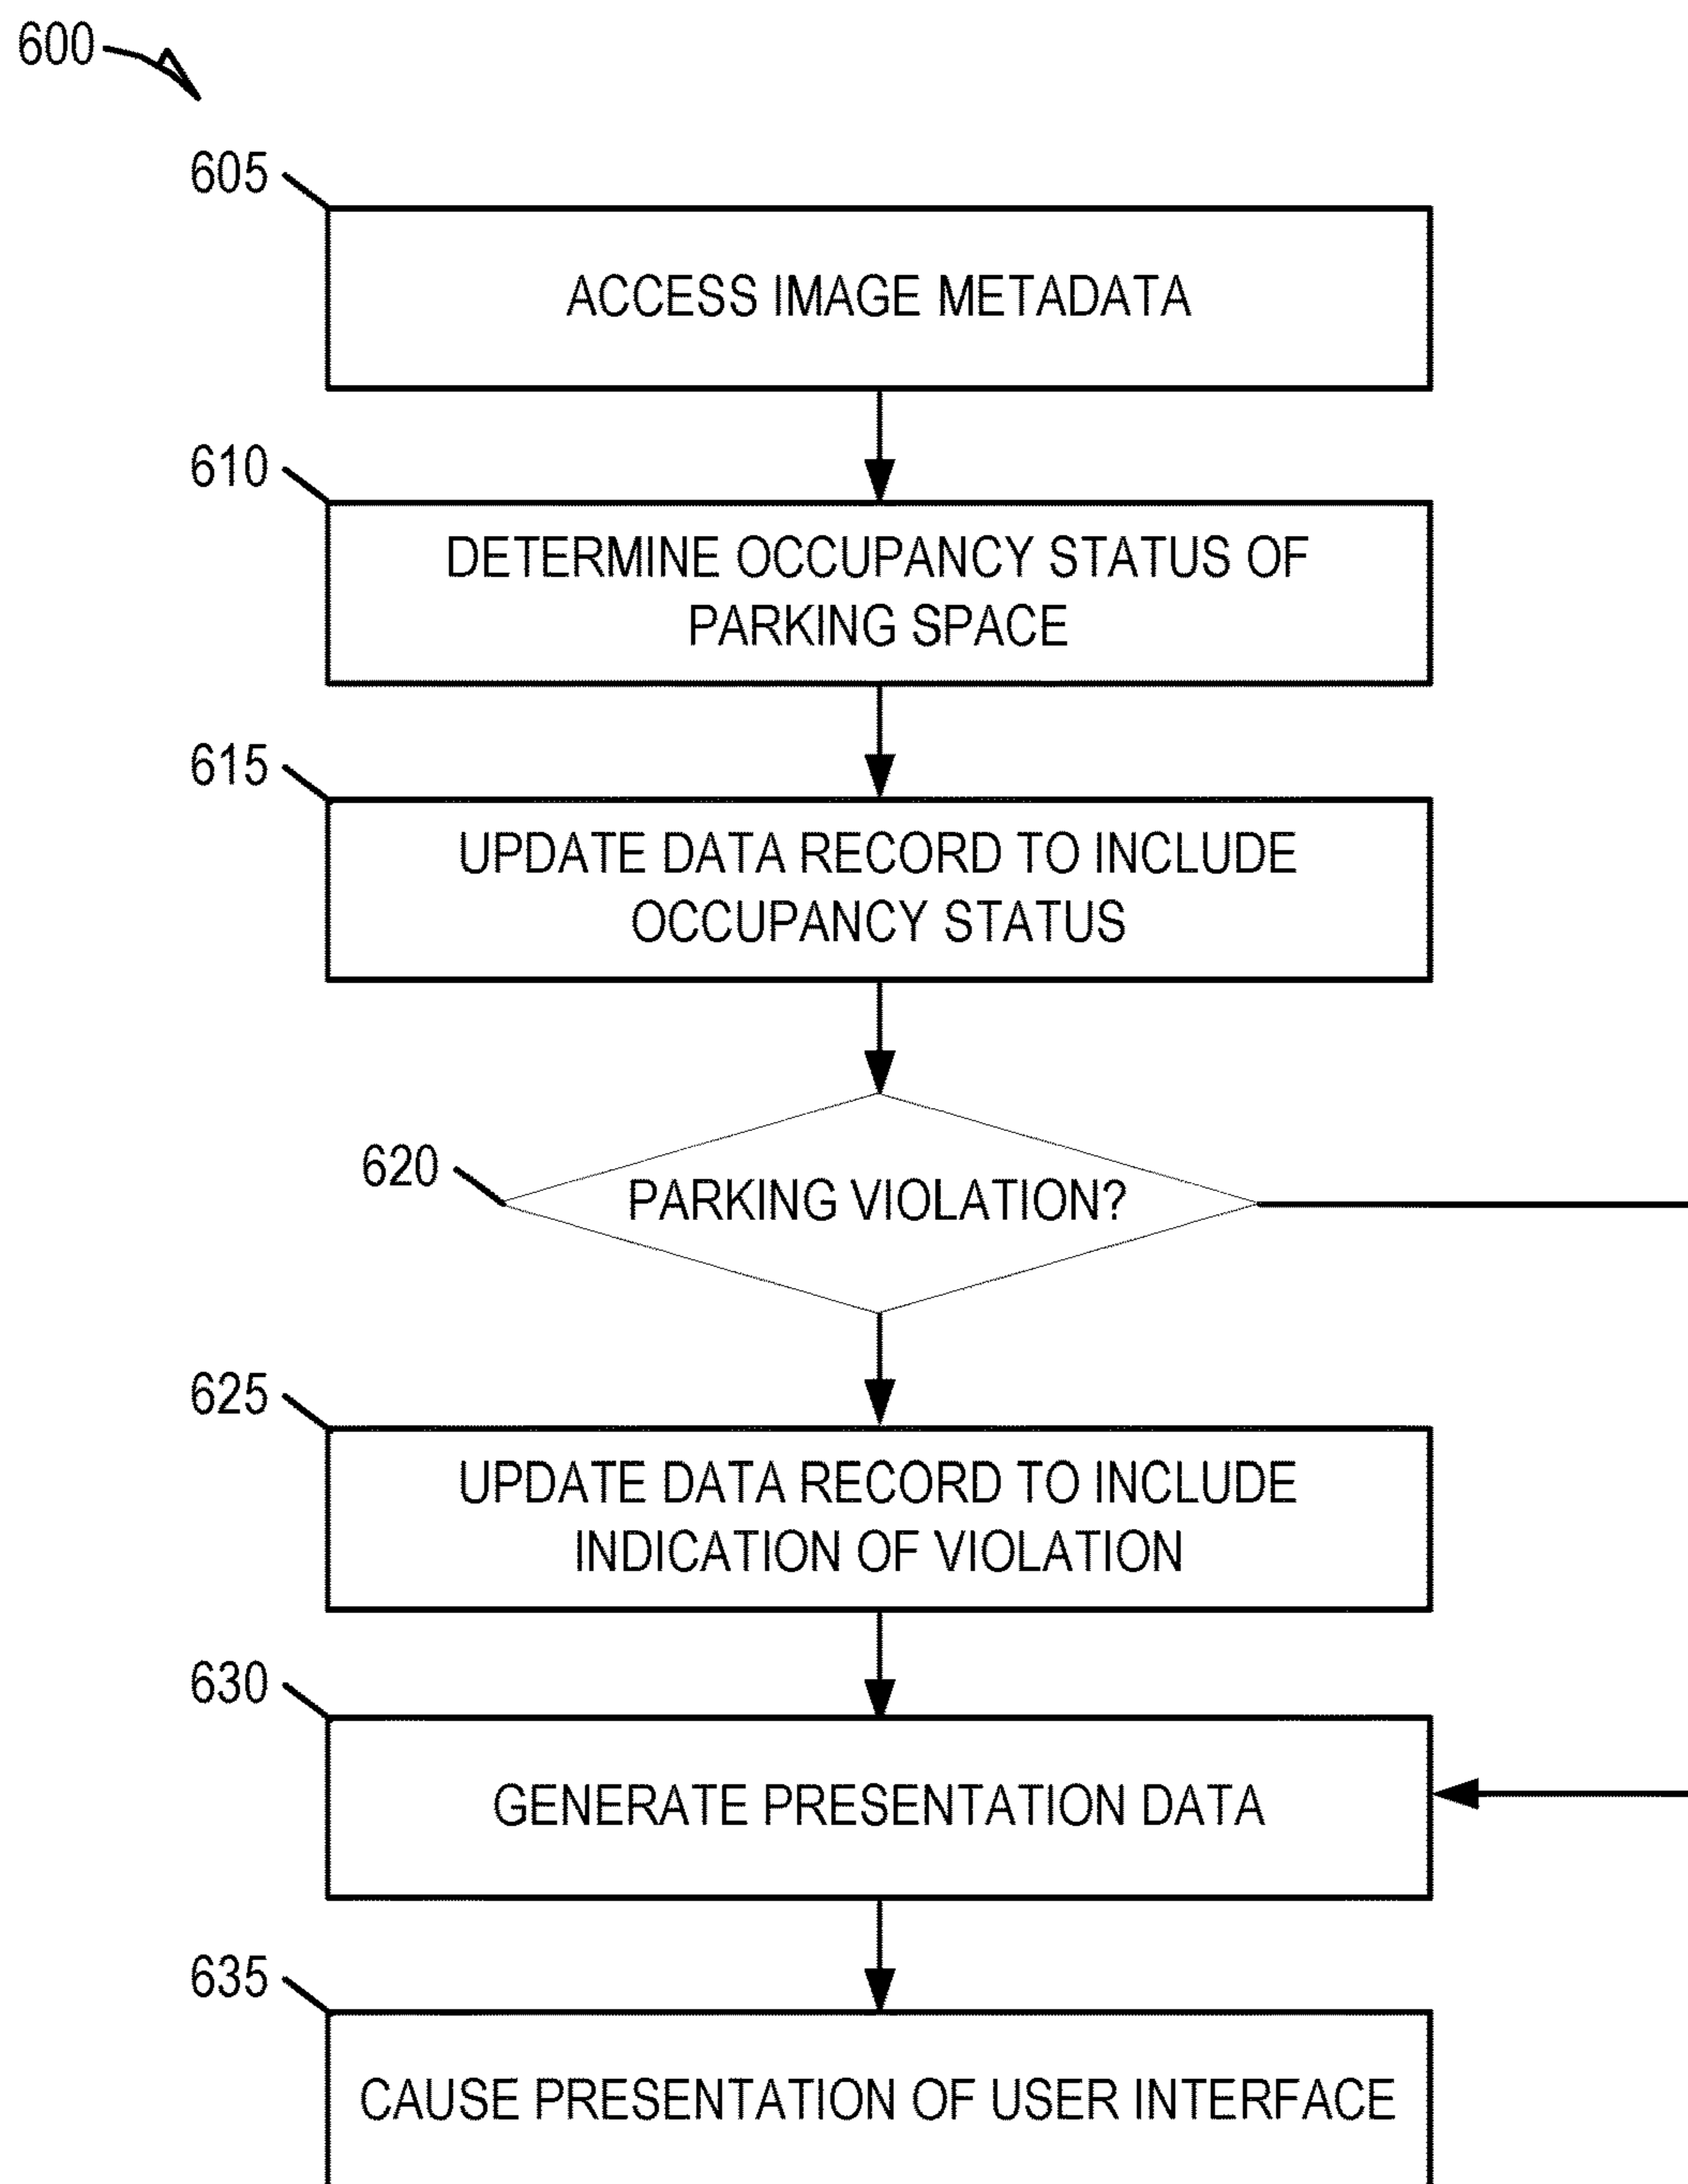 600
605
ACCESS IMAGE METADATA
610
DETERMINE OCCUPANCY STATUS OF
PARKING SPACE
615
UPDATE DATA RECORD TO INCLUDE
OCCUPANCY STATUS
620
PARKING VIOLATION?
625
UPDATE DATA RECORD TO INCLUDE
INDICATION OF VIOLATION
630
GENERATE PRESENTATION DATA
635
CAUSE PRESENTATION OF USER INTERFACE